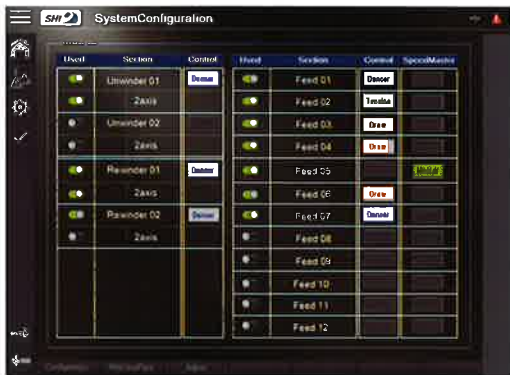 SHI SystemConfiguration
Used Section Control Used Section Control SpeedMaster
Unwinder 01 Dancer Feed 01 Dancer
2axis Feed 02 Tension
Unwinder 02 Feed 03 Draw
2axis Feed 04 Draw
Rewinder 01 Dancer Feed 05 Master
2axis Feed 06 Draw
Rewinder 02 Dancer Feed 07 Dancer
2axis Feed 08
Feed 09
Feed 10
Feed 11
Feed 12